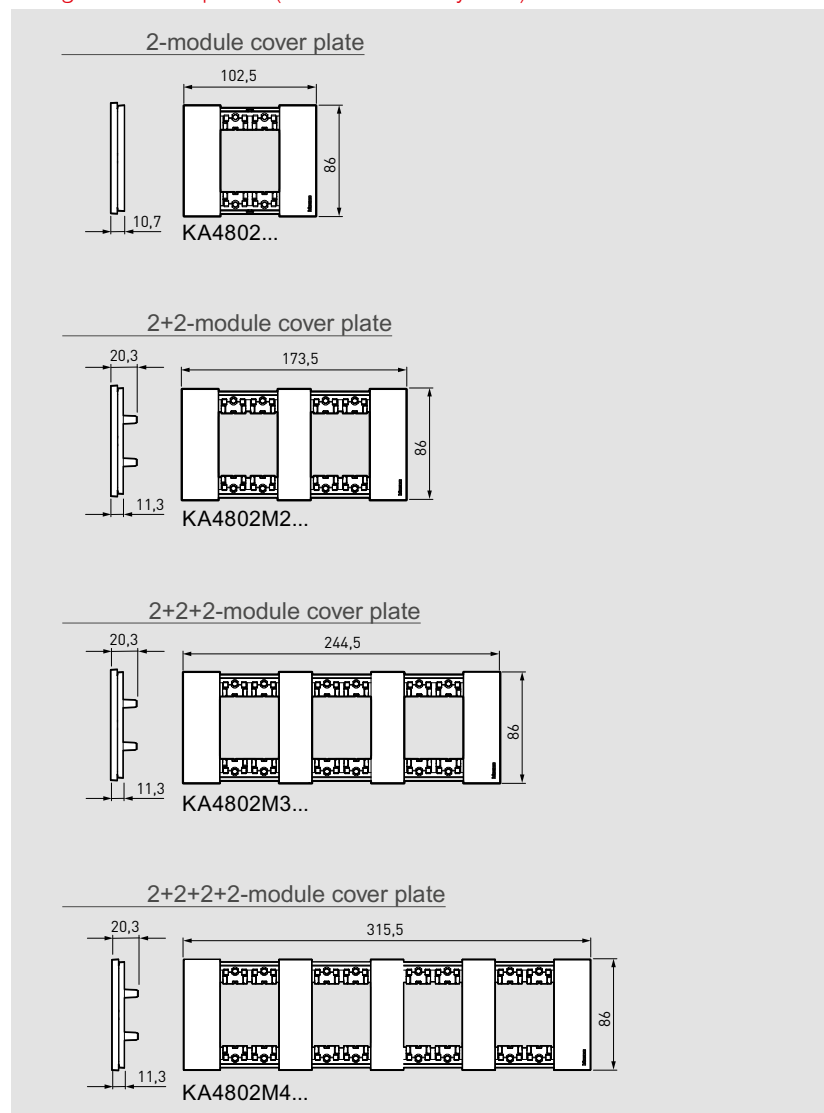 2-module cover plate
102,5
86
10,7
KA4802...
2+2-module cover plate
20,3
173,5
86
11,3
KA4802M2...
2+2+2-module cover plate
20,3
244,5
86
11,3
KA4802M3...
2+2+2+2-module cover plate
20,3
315,5
86
11,3
KA4802M4...